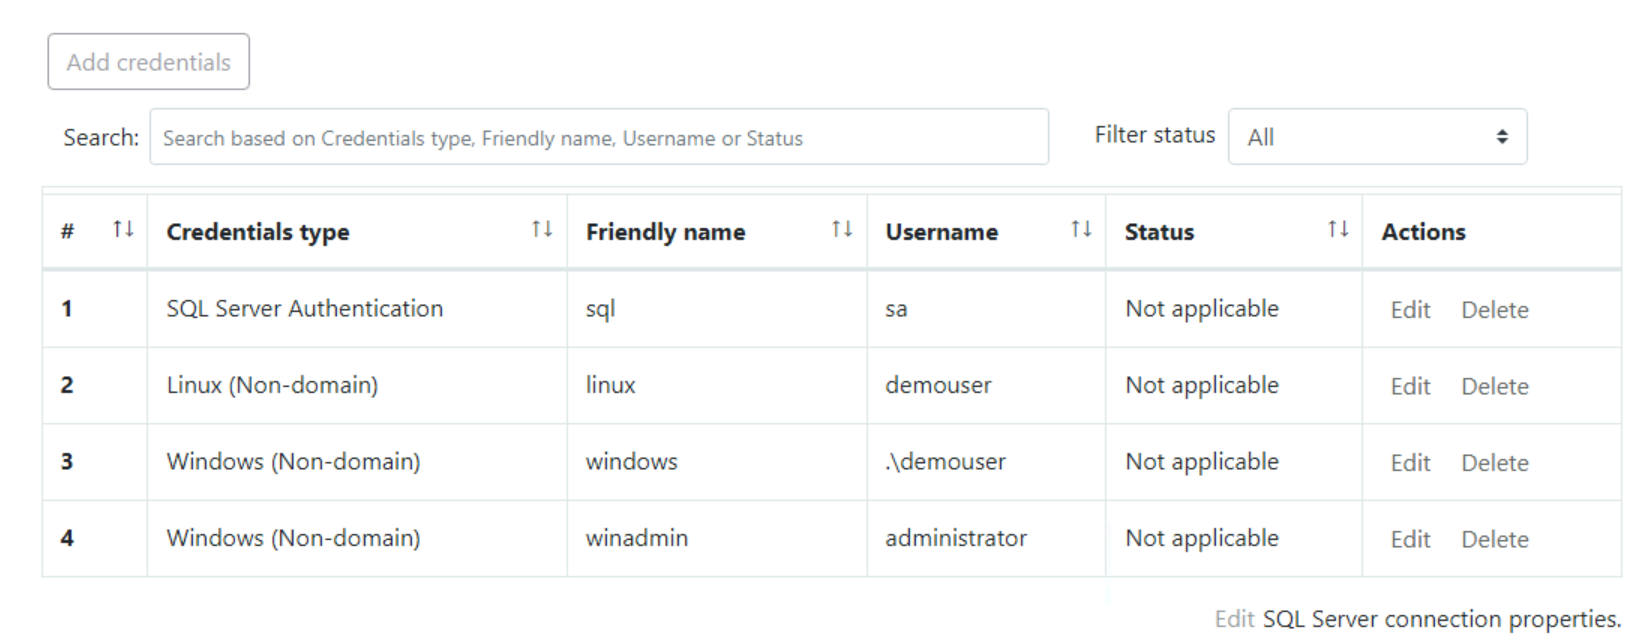 Add credentials
Search: Search based on Credentials type, Friendly name, Username or Status Filter status All
# ↑↓ Credentials type ↑↓ Friendly name ↑↓ Username ↑↓ Status ↑↓ Actions
1 SQL Server Authentication sql sa Not applicable Edit Delete
2 Linux (Non-domain) linux demouser Not applicable Edit Delete
3 Windows (Non-domain) windows .\demouser Not applicable Edit Delete
4 Windows (Non-domain) winadmin administrator Not applicable Edit Delete
Edit SQL Server connection properties.